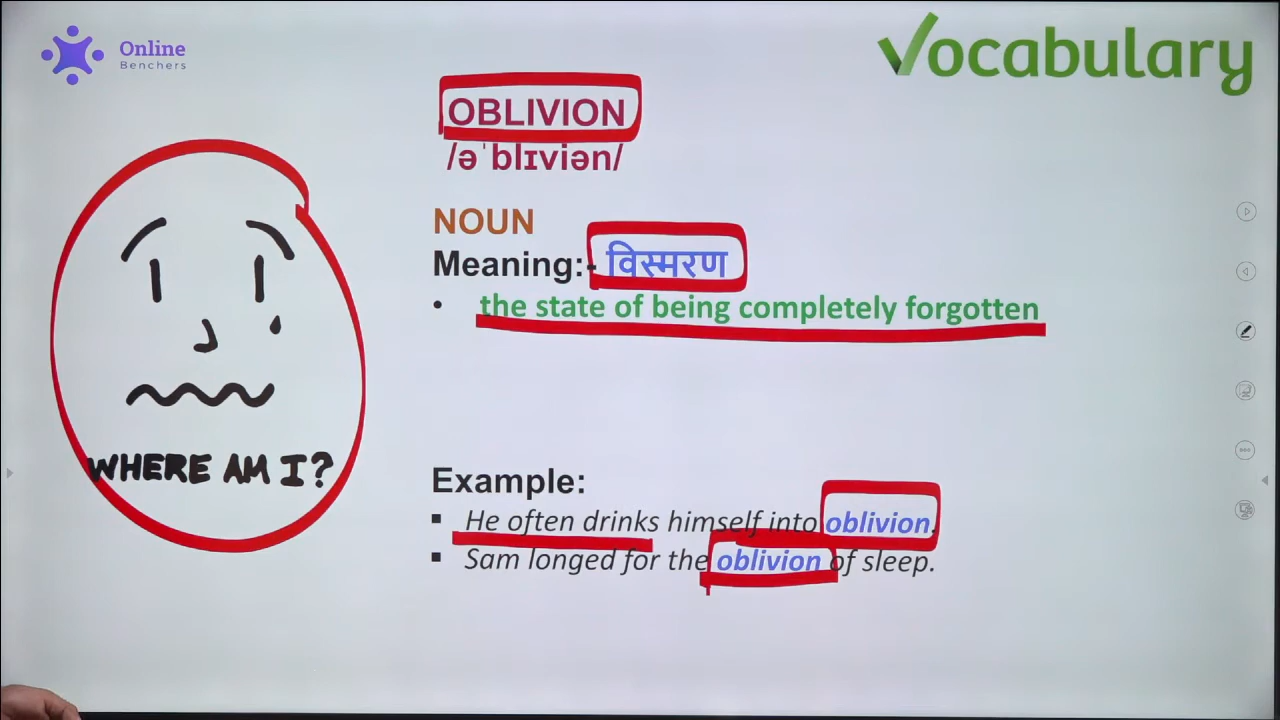 Online
Benchers
Vocabulary
OBLIVION
/əˈblɪviən/
NOUN
Meaning:- विस्मरण
• the state of being completely forgotten
WHERE AM I?
Example:
▪ He often drinks himself into oblivion.
▪ Sam longed for the oblivion of sleep.